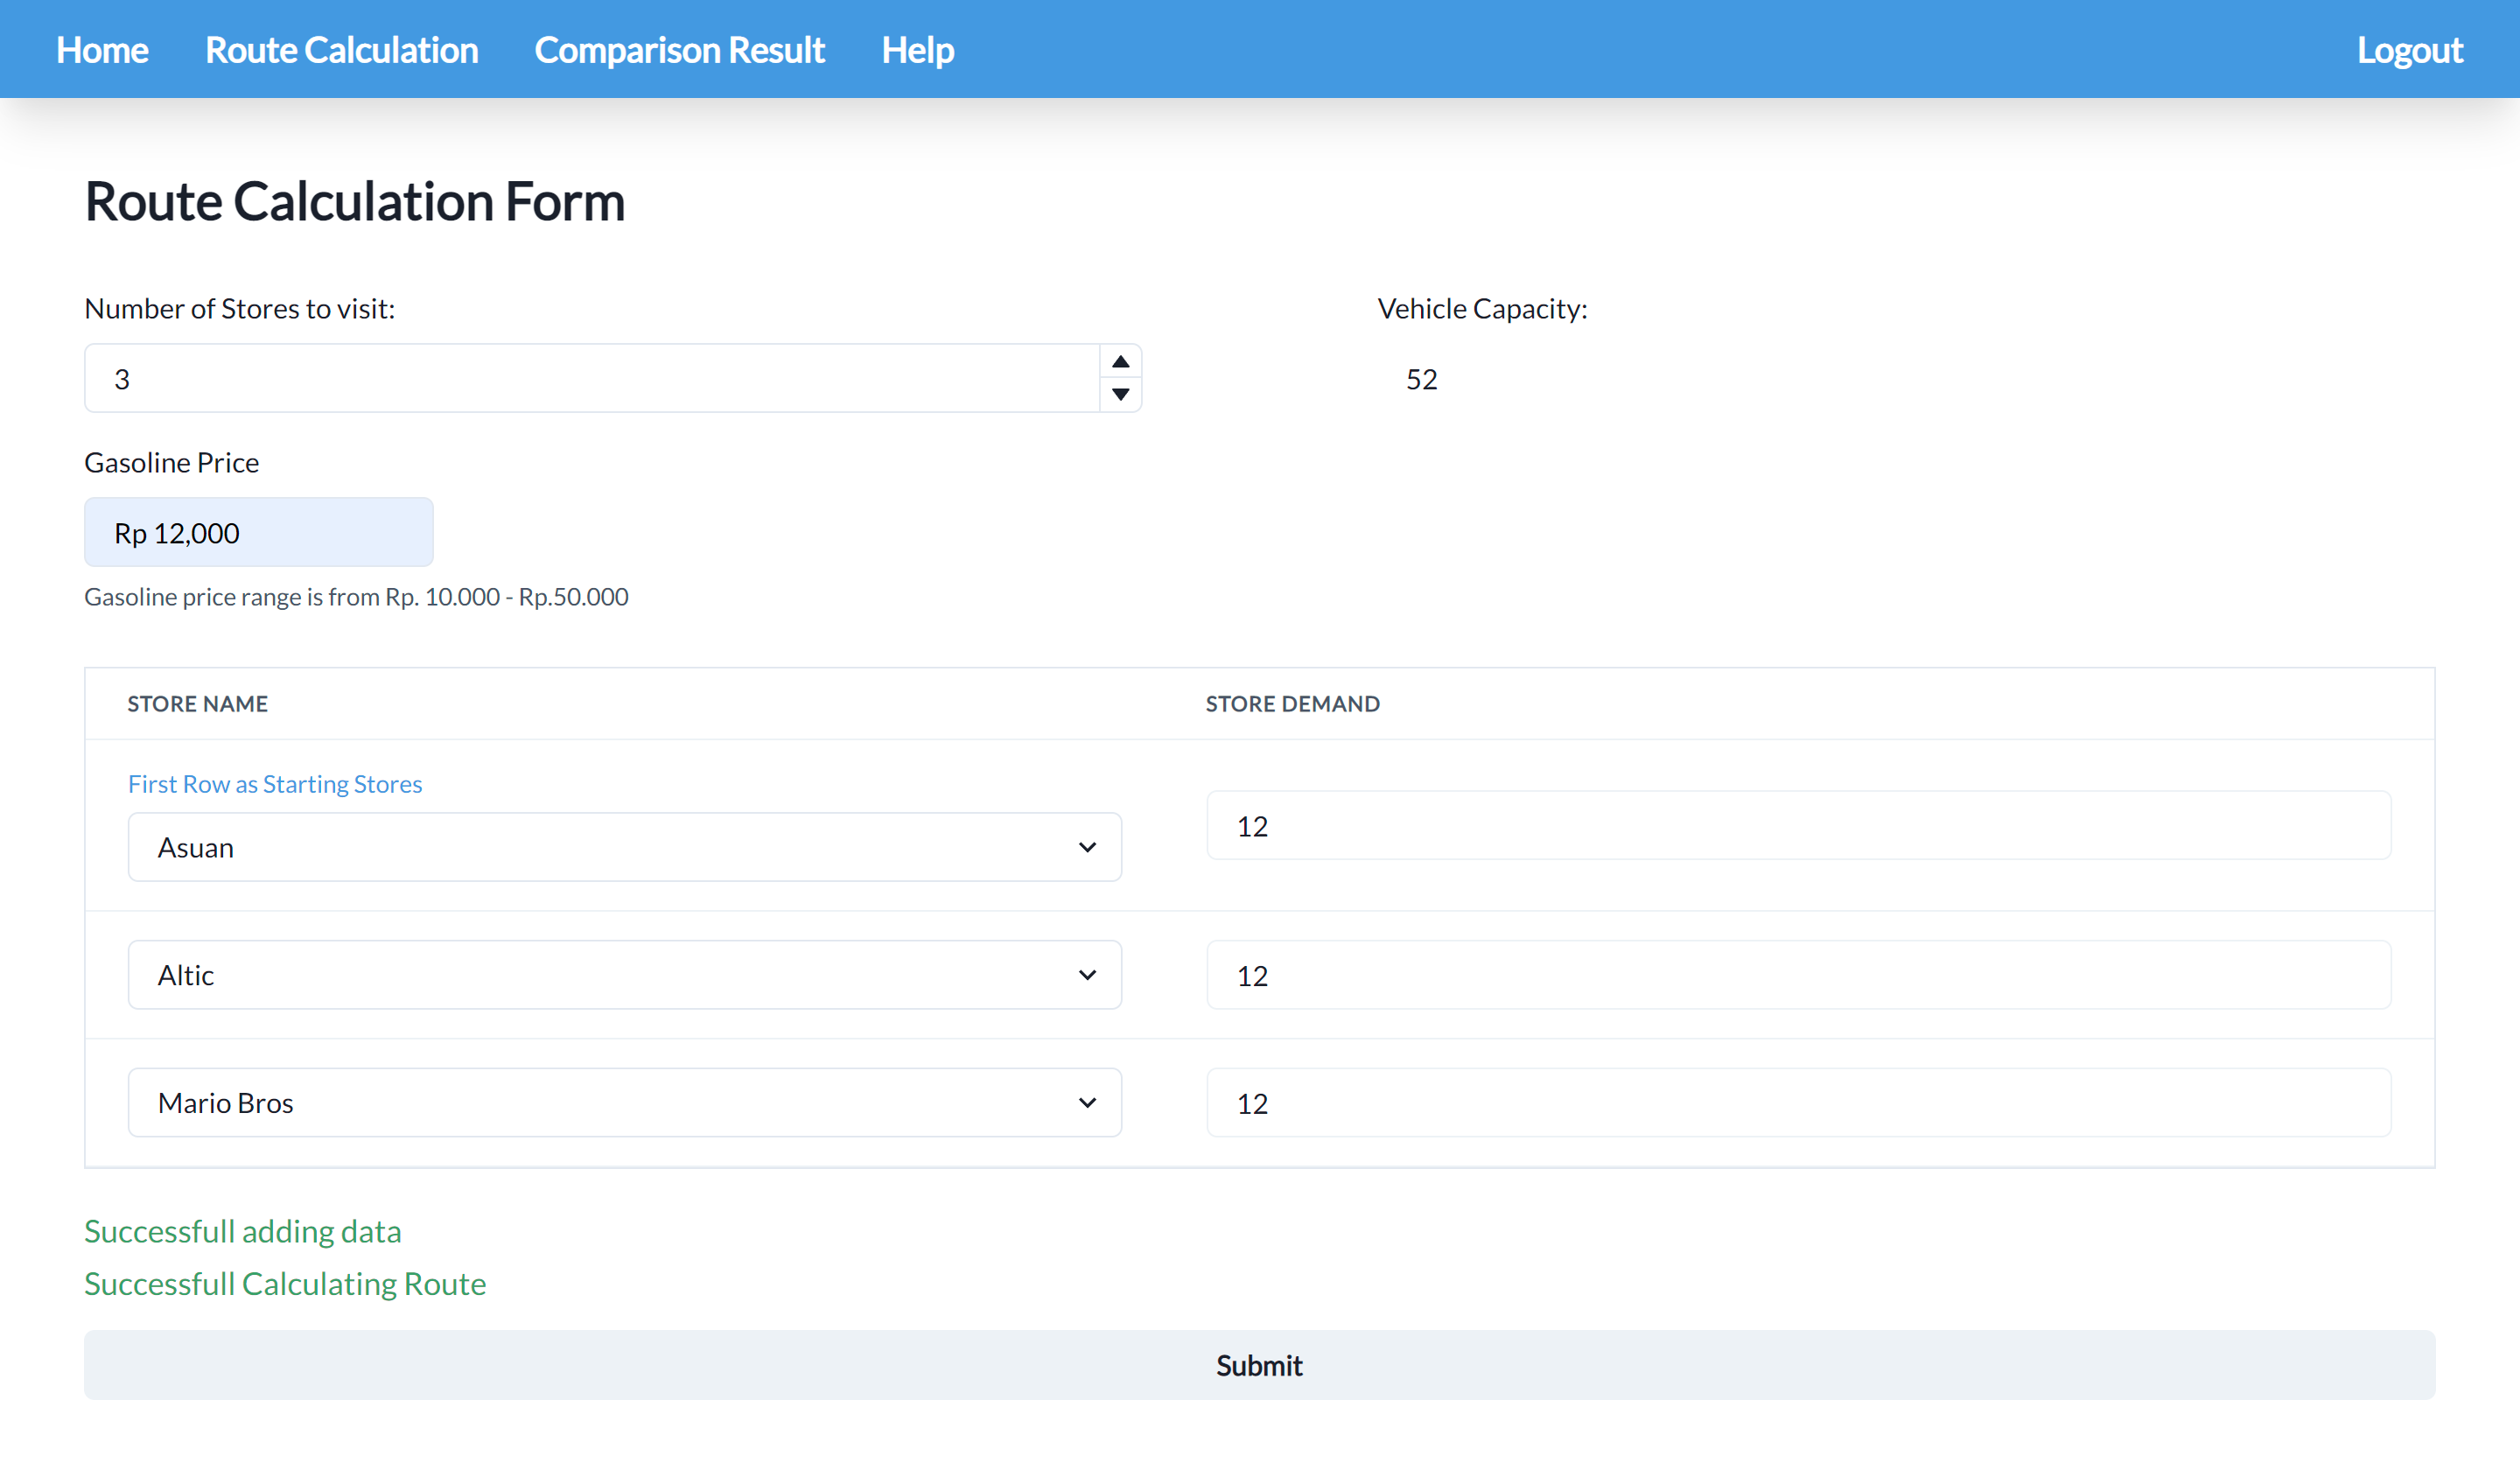 Home Route Calculation Comparison Result Help Logout
Route Calculation Form
Number of Stores to visit: Vehicle Capacity:
3 52
Gasoline Price
Rp 12,000
Gasoline price range is from Rp. 10.000 - Rp.50.000
STORE NAME STORE DEMAND
First Row as Starting Stores
Asuan 12
Altic 12
Mario Bros 12
Successfull adding data
Successfull Calculating Route
Submit